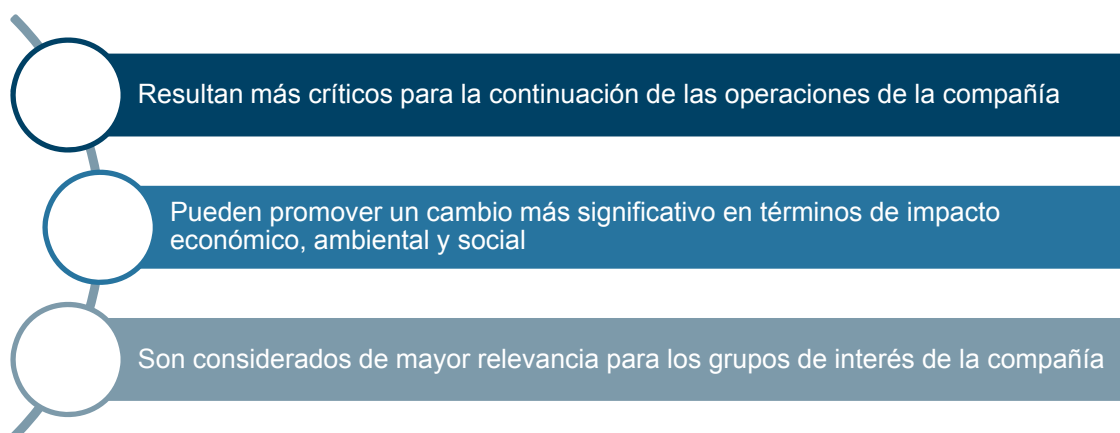 Resultan más críticos para la continuación de las operaciones de la compañía
Pueden promover un cambio más significativo en términos de impacto
económico, ambiental y social
Son considerados de mayor relevancia para los grupos de interés de la compañía